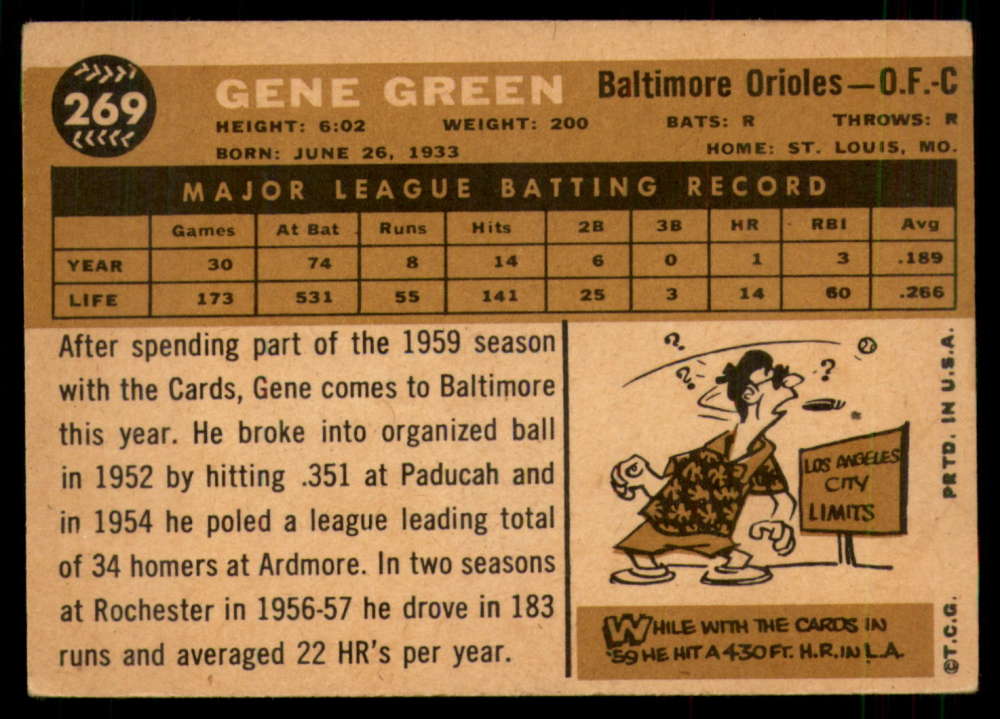 269
GENE GREEN Baltimore Orioles—O.F.-C
HEIGHT: 6:02 WEIGHT: 200 BATS: R THROWS: R
BORN: JUNE 26, 1933 HOME: ST. LOUIS, MO.
MAJOR LEAGUE BATTING RECORD
Games At Bat Runs Hits 2B 3B HR RBI Avg
YEAR 30 74 8 14 6 0 1 3 .189
LIFE 173 531 55 141 25 3 14 60 .266
After spending part of the 1959 season
with the Cards, Gene comes to Baltimore
this year. He broke into organized ball
in 1952 by hitting .351 at Paducah and
in 1954 he poled a league leading total
of 34 homers at Ardmore. In two seasons
at Rochester in 1956-57 he drove in 183
runs and averaged 22 HR's per year.
? ? ?
LOS ANGELES
CITY
LIMITS
WHILE WITH THE CARDS IN
'59 HE HIT A 430 FT. H.R. IN L.A.
©T.C.G. PRTD. IN U.S.A.